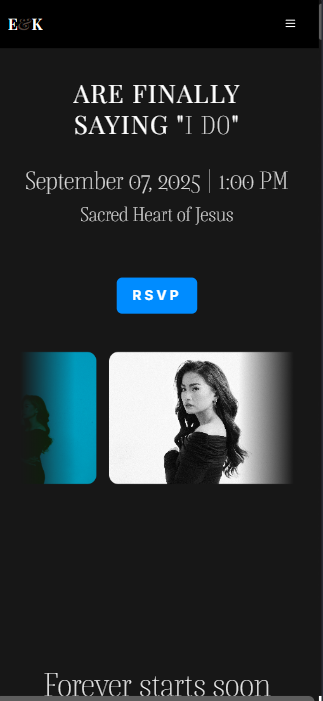 E&K
ARE FINALLY
SAYING "I DO"
September 07, 2025 | 1:00 PM
Sacred Heart of Jesus
RSVP
Forever starts soon